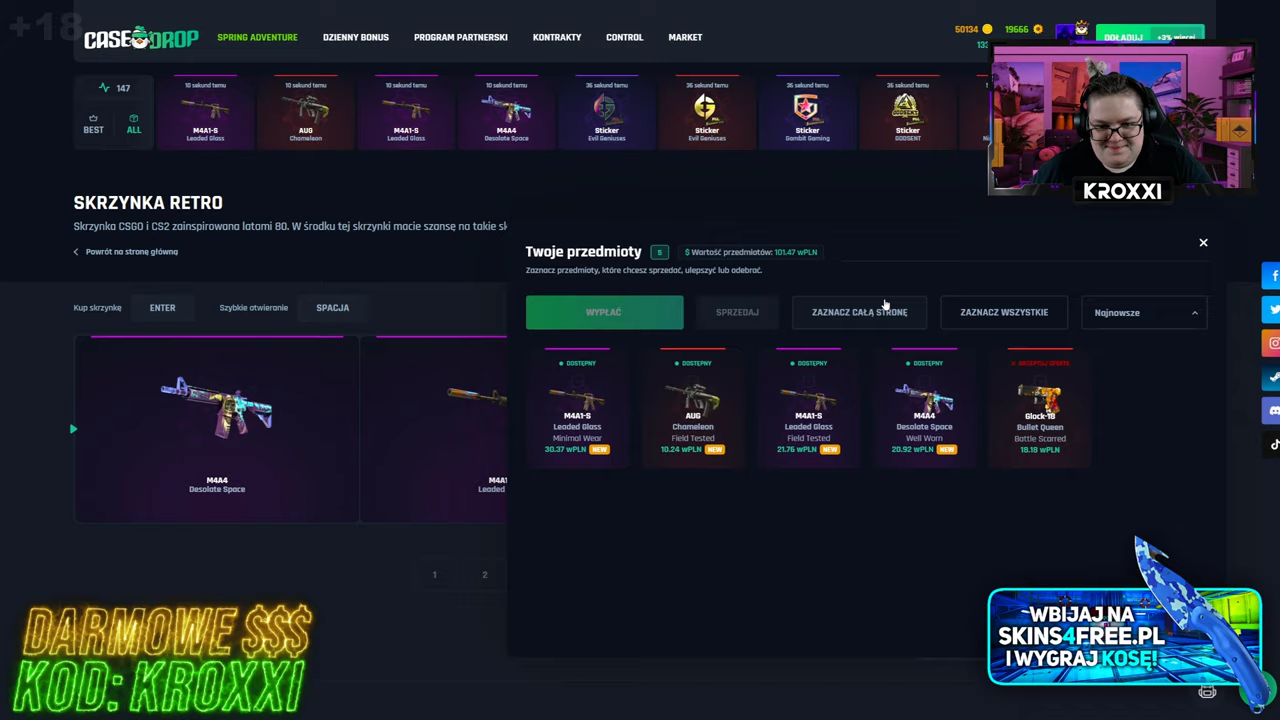 +18
CASE DROP
SPRING ADVENTURE
DZIENNY BONUS
PROGRAM PARTNERSKI
KONTRAKTY
CONTROL
MARKET
50134
19666
DOŁADUJ
+3% więcej
147
BEST
ALL
10 sekund temu
M4A1-S
Leaded Glass
10 sekund temu
AUG
Chameleon
10 sekund temu
M4A1-S
Leaded Glass
10 sekund temu
M4A4
Desolate Space
36 sekund temu
Sticker
Evil Geniuses
36 sekund temu
Sticker
Evil Geniuses
36 sekund temu
Sticker
Gambit Gaming
36 sekund temu
Sticker
GODSENT
KROXXI
SKRZYNKA RETRO
Skrzynka CSGO i CS2 zainspirowana latami 80. W środku tej skrzynki macie szansę na takie
Powrót na stronę główną
Kup skrzynkę
ENTER
Szybkie otwieranie
SPACJA
M4A4
Desolate Space
M4A1
Leaded
1
2
Twoje przedmioty
5
$ Wartość przedmiotów: 101.47 wPLN
Zaznacz przedmioty, które chcesz sprzedać, ulepszyć lub odebrać.
WYPŁAĆ
SPRZEDAJ
ZAZNACZ CAŁĄ STRONĘ
ZAZNACZ WSZYSTKIE
Najnowsze
DOSTĘPNY
M4A1-S
Leaded Glass
Minimal Wear
30.37 wPLN NEW
DOSTĘPNY
AUG
Chameleon
Field Tested
10.24 wPLN NEW
DOSTĘPNY
M4A1-S
Leaded Glass
Field Tested
21.76 wPLN NEW
DOSTĘPNY
M4A4
Desolate Space
Well Worn
20.92 wPLN NEW
AKCEPTUJ OFERTĘ
Glock-18
Bullet Queen
Battle Scarred
18.18 wPLN
DARMOWE $$$
KOD: KROXXI
WBIJAJ NA
SKINS4FREE.PL
I WYGRAJ KOSĘ!